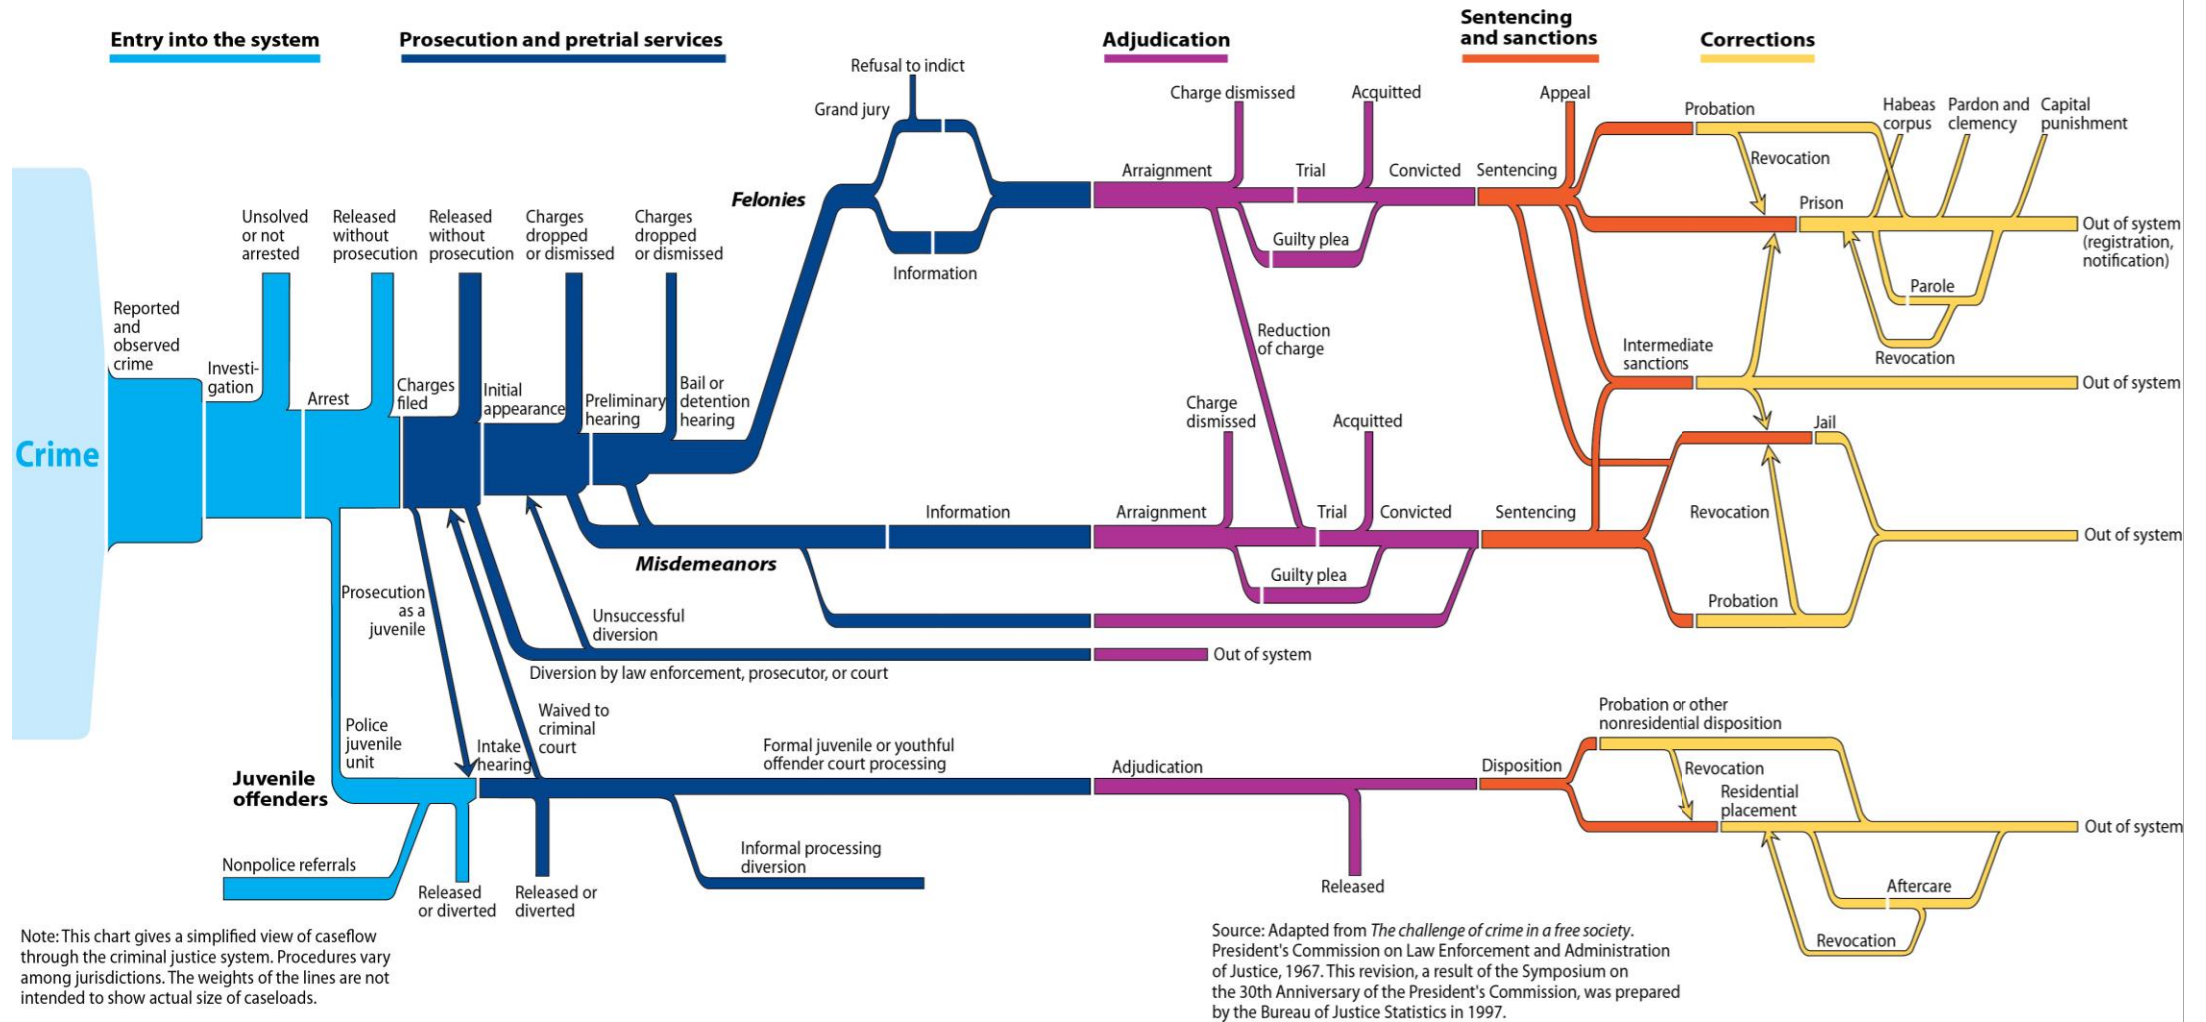 Entry into the system
Prosecution and pretrial services
Adjudication
Sentencing
and sanctions
Corrections
Refusal to indict
Grand jury
Felonies
Information
Charge dismissed
Acquitted
Arraignment
Trial
Convicted
Guilty plea
Reduction
of charge
Appeal
Sentencing
Probation
Revocation
Prison
Habeas
corpus
Pardon and
clemency
Capital
punishment
Out of system
(registration,
notification)
Parole
Revocation
Intermediate
sanctions
Out of system
Crime
Reported
and
observed
crime
Investi-
gation
Unsolved
or not
arrested
Arrest
Released
without
prosecution
Charges
filed
Released
without
prosecution
Initial
appearance
Charges
dropped
or dismissed
Preliminary
hearing
Charges
dropped
or dismissed
Bail or
detention
hearing
Misdemeanors
Information
Charge
dismissed
Acquitted
Arraignment
Trial
Convicted
Guilty plea
Sentencing
Jail
Revocation
Probation
Out of system
Unsuccessful
diversion
Diversion by law enforcement, prosecutor, or court
Out of system
Prosecution
as a
juvenile
Police
juvenile
unit
Juvenile
offenders
Intake
hearing
Waived to
criminal
court
Formal juvenile or youthful
offender court processing
Adjudication
Disposition
Probation or other
nonresidential disposition
Revocation
Residential
placement
Out of system
Nonpolice referrals
Released
or diverted
Released or
diverted
Informal processing
diversion
Released
Aftercare
Revocation
Note: This chart gives a simplified view of caseflow
through the criminal justice system. Procedures vary
among jurisdictions. The weights of the lines are not
intended to show actual size of caseloads.
Source: Adapted from The challenge of crime in a free society.
President's Commission on Law Enforcement and Administration
of Justice, 1967. This revision, a result of the Symposium on
the 30th Anniversary of the President's Commission, was prepared
by the Bureau of Justice Statistics in 1997.